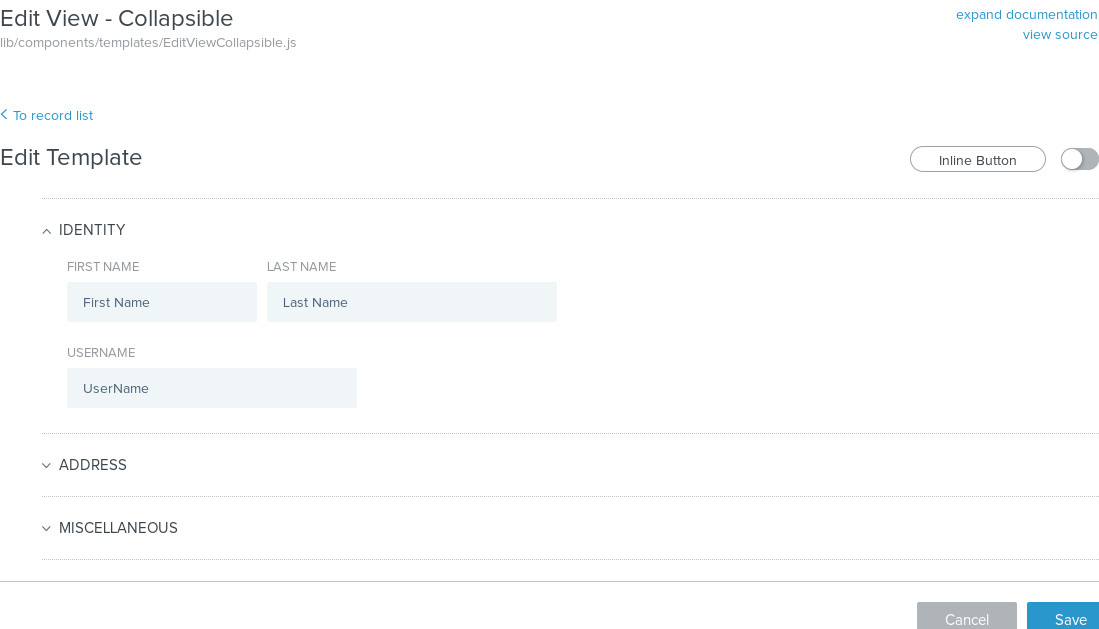 Edit View - Collapsible
expand documentation
lib/components/templates/EditViewCollapsible.js
view source
To record list
Edit Template
Inline Button
IDENTITY
FIRST NAME
LAST NAME
First Name
Last Name
USERNAME
UserName
ADDRESS
MISCELLANEOUS
Cancel
Save